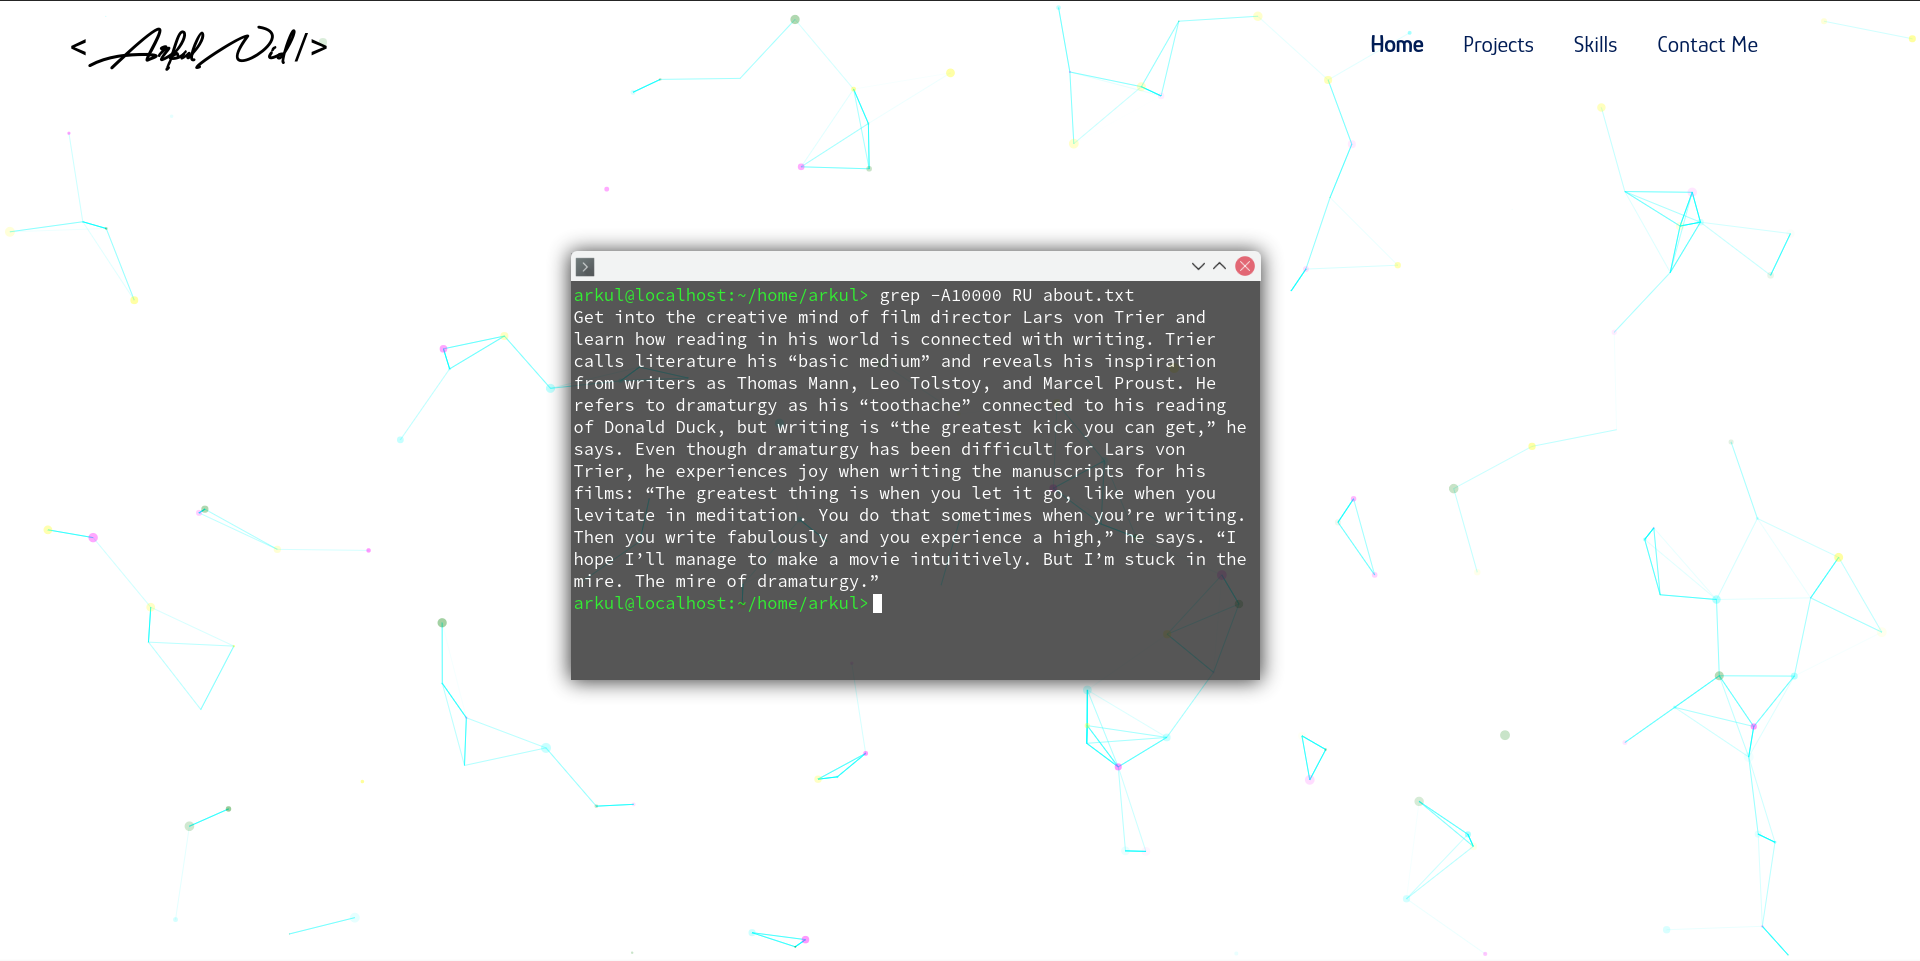 < Arkul Nid/>
Home Projects Skills Contact Me
arkul@localhost:~/home/arkul> grep -A10000 RU about.txt
Get into the creative mind of film director Lars von Trier and
learn how reading in his world is connected with writing. Trier
calls literature his “basic medium” and reveals his inspiration
from writers as Thomas Mann, Leo Tolstoy, and Marcel Proust. He
refers to dramaturgy as his “toothache” connected to his reading
of Donald Duck, but writing is “the greatest kick you can get,” he
says. Even though dramaturgy has been difficult for Lars von
Trier, he experiences joy when writing the manuscripts for his
films: “The greatest thing is when you let it go, like when you
levitate in meditation. You do that sometimes when you’re writing.
Then you write fabulously and you experience a high,” he says. “I
hope I’ll manage to make a movie intuitively. But I’m stuck in the
mire. The mire of dramaturgy.”
arkul@localhost:~/home/arkul>